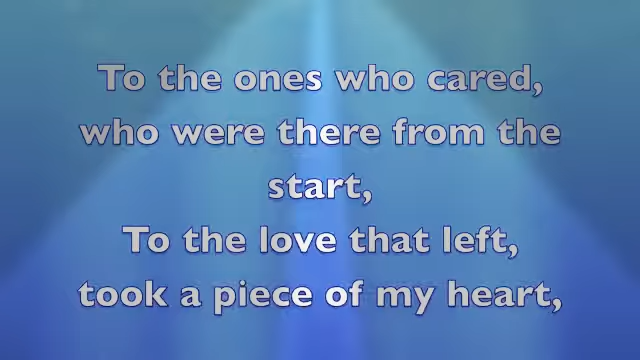 To the ones who cared,
who were there from the
start,
To the love that left,
took a piece of my heart,